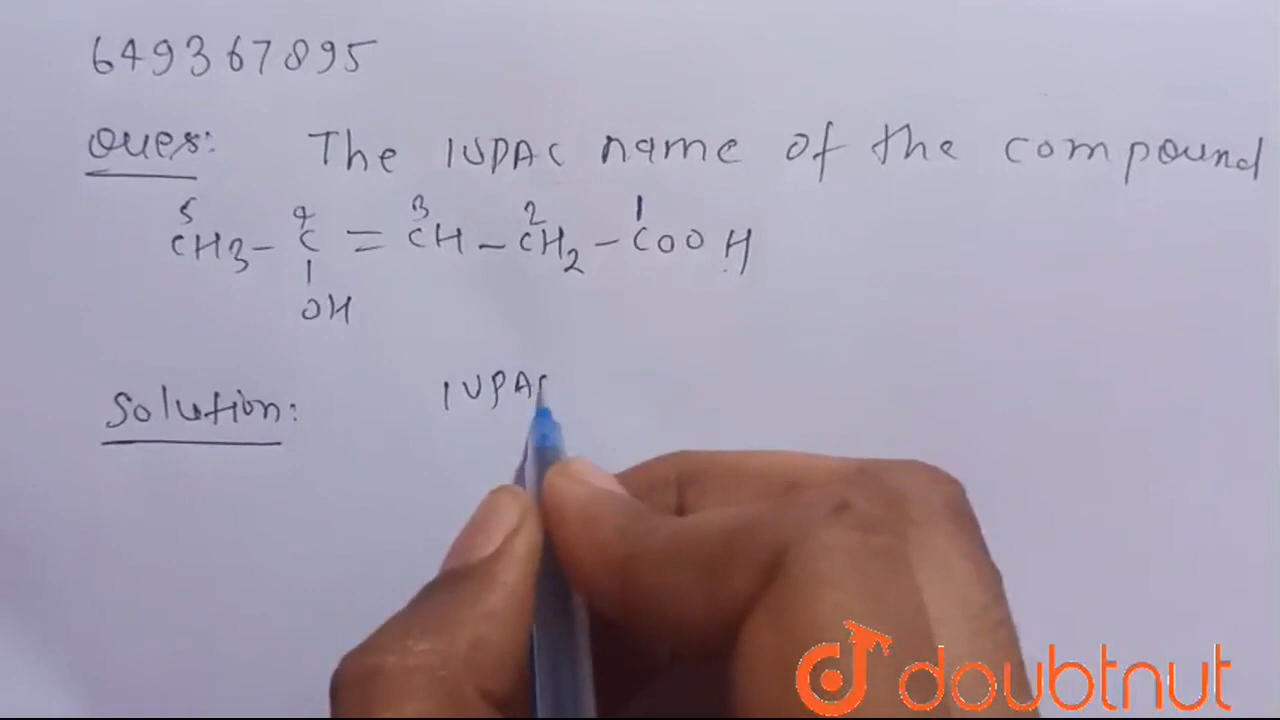 649367895
Ques: The IUPAC name of the compound
5 4 3 2 1
CH3 - C = CH - CH2 - COOH
|
OH
Solution: IUPAC
doubtnut